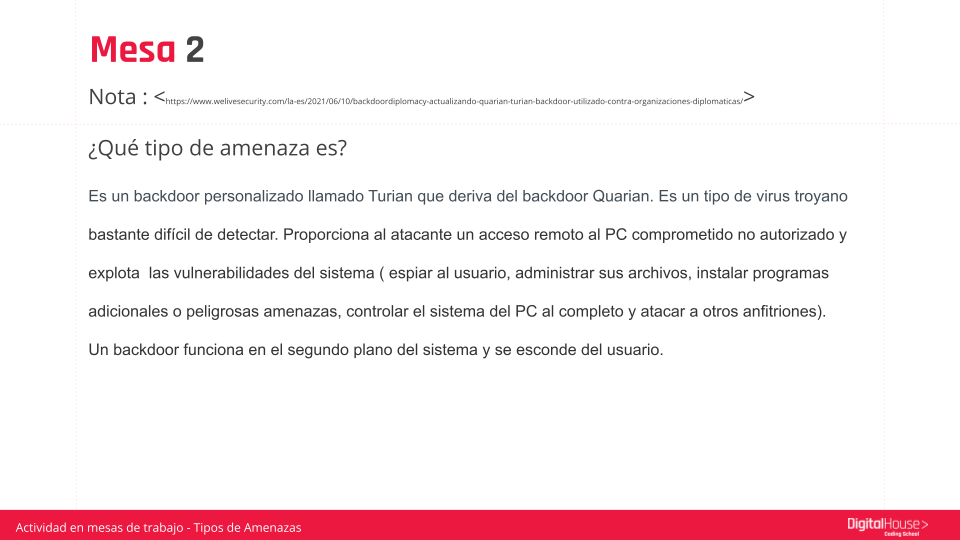 Mesa 2
Nota : <https://www.welivesecurity.com/la-es/2021/06/10/backdoordiplomacy-actualizando-quarian-turian-backdoor-utilizado-contra-organizaciones-diplomaticas/>
¿Qué tipo de amenaza es?
Es un backdoor personalizado llamado Turian que deriva del backdoor Quarian. Es un tipo de virus troyano
bastante difícil de detectar. Proporciona al atacante un acceso remoto al PC comprometido no autorizado y
explota  las vulnerabilidades del sistema ( espiar al usuario, administrar sus archivos, instalar programas
adicionales o peligrosas amenazas, controlar el sistema del PC al completo y atacar a otros anfitriones).
Un backdoor funciona en el segundo plano del sistema y se esconde del usuario.
Actividad en mesas de trabajo - Tipos de Amenazas
DigitalHouse>
Coding School